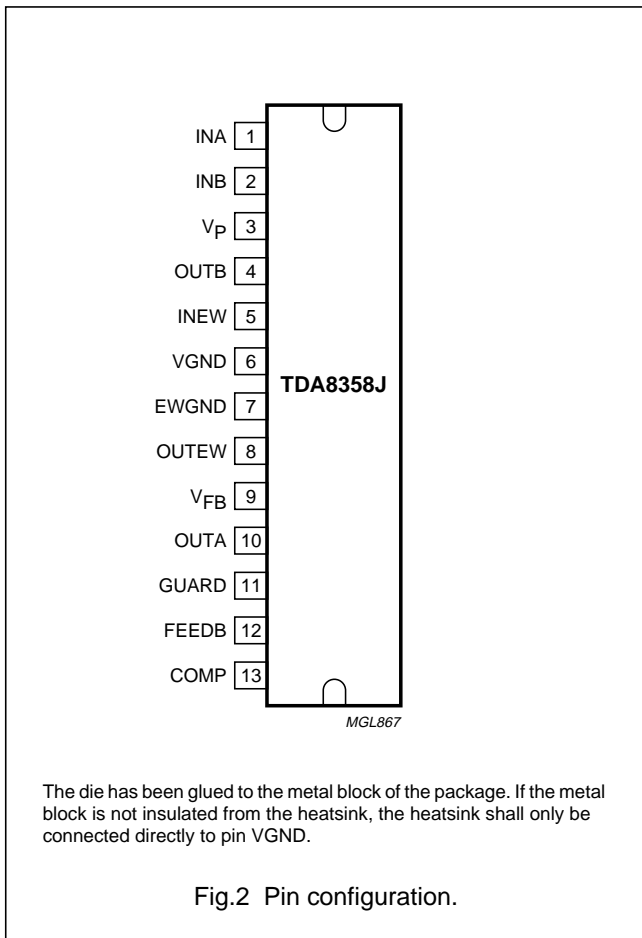 INA 1
INB 2
VP 3
OUTB 4
INEW 5
VGND 6
TDA8358J
EWGND 7
OUTEW 8
VFB 9
OUTA 10
GUARD 11
FEEDB 12
COMP 13
MGL867
The die has been glued to the metal block of the package. If the metal
block is not insulated from the heatsink, the heatsink shall only be
connected directly to pin VGND.
Fig.2 Pin configuration.